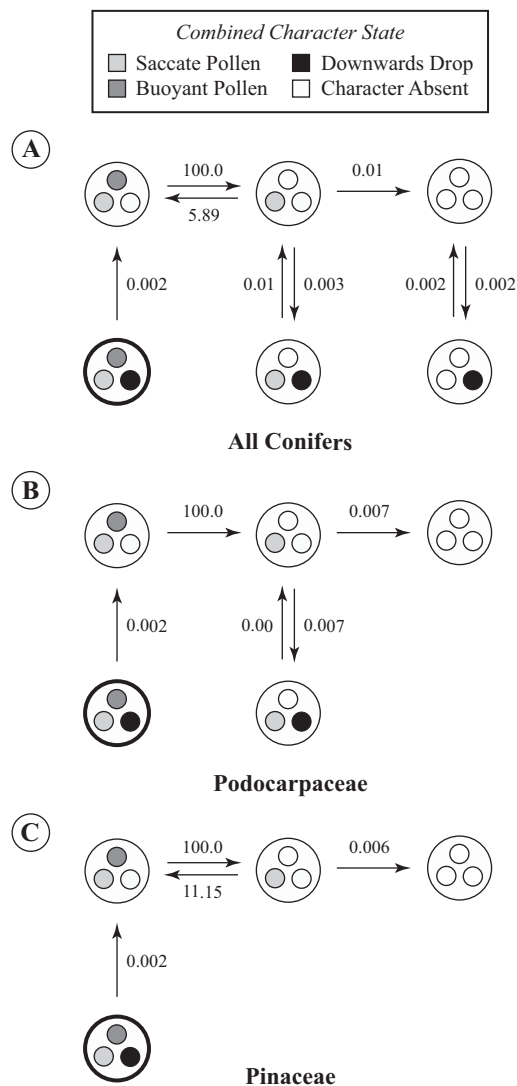 Combined Character State
Saccate Pollen Downwards Drop
Buoyant Pollen Character Absent
A
100.0 0.01
5.89
0.002 0.01 0.003 0.002 0.002
All Conifers
B
100.0 0.007
0.002 0.00 0.007
Podocarpaceae
C
100.0 0.006
11.15
0.002
Pinaceae